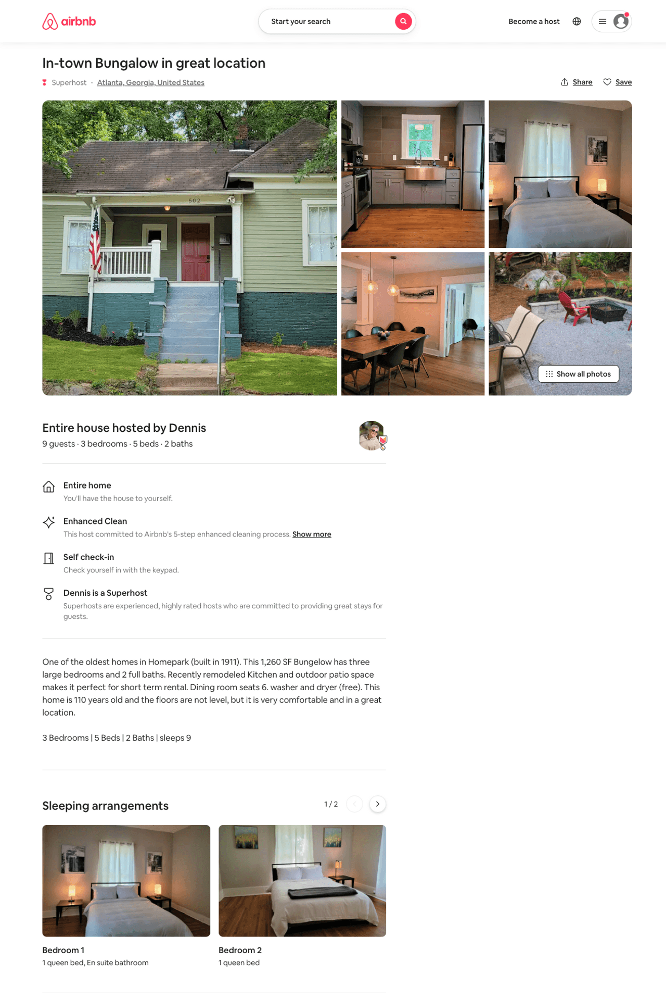 airbnb
Start your search
Become a host
In-town Bungalow in great location
Superhost · Atlanta, Georgia, United States
Share
Save
502
Show all photos
Entire house hosted by Dennis
9 guests · 3 bedrooms · 5 beds · 2 baths
Entire home
You'll have the house to yourself.
Enhanced Clean
This host committed to Airbnb's 5-step enhanced cleaning process. Show more
Self check-in
Check yourself in with the keypad.
Dennis is a Superhost
Superhosts are experienced, highly rated hosts who are committed to providing great stays for
guests.
One of the oldest homes in Homepark (built in 1911). This 1,260 SF Bungelow has three
large bedrooms and 2 full baths. Recently remodeled Kitchen and outdoor patio space
makes it perfect for short term rental. Dining room seats 6. washer and dryer (free). This
home is 110 years old and the floors are not level, but it is very comfortable and in a great
location.
3 Bedrooms | 5 Beds | 2 Baths | sleeps 9
Sleeping arrangements
1 / 2
Bedroom 1
1 queen bed, En suite bathroom
Bedroom 2
1 queen bed